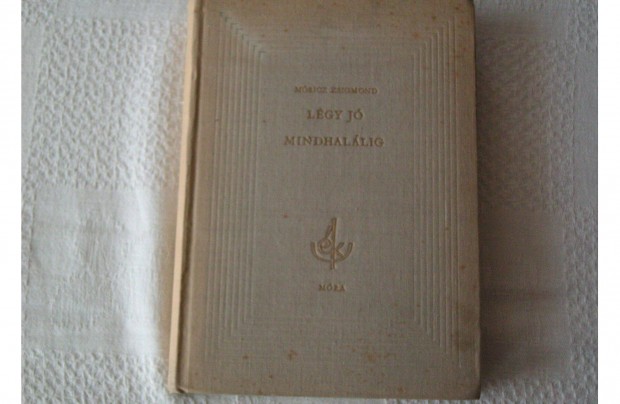 MÓRICZ ZSIGMOND
LÉGY JÓ
MINDHALÁLIG
MÓRA